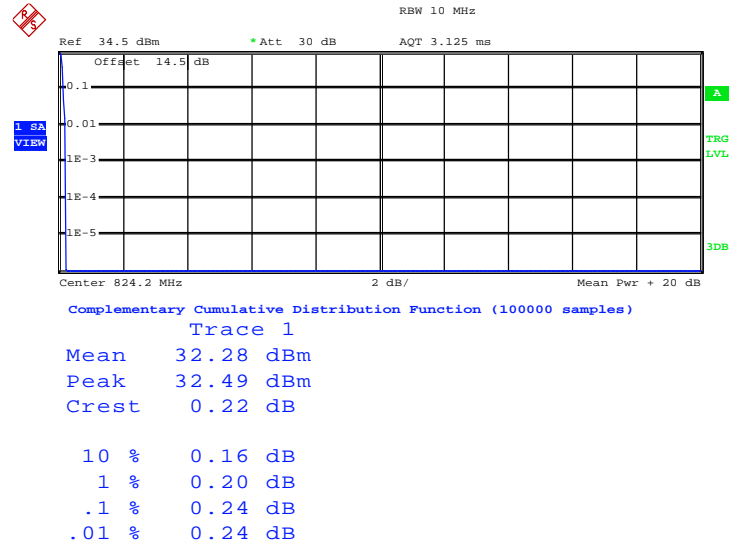 R S
RBW 10 MHz
Ref 34.5 dBm * Att 30 dB AQT 3.125 ms
Offset 14.5 dB
0.1
A
1 SA
VIEW
0.01
TRG
LVL
1E-3
1E-4
1E-5
3DB
Center 824.2 MHz 2 dB/ Mean Pwr + 20 dB
Complementary Cumulative Distribution Function (100000 samples)
Trace 1
Mean 32.28 dBm
Peak 32.49 dBm
Crest 0.22 dB
10 % 0.16 dB
1 % 0.20 dB
.1 % 0.24 dB
.01 % 0.24 dB